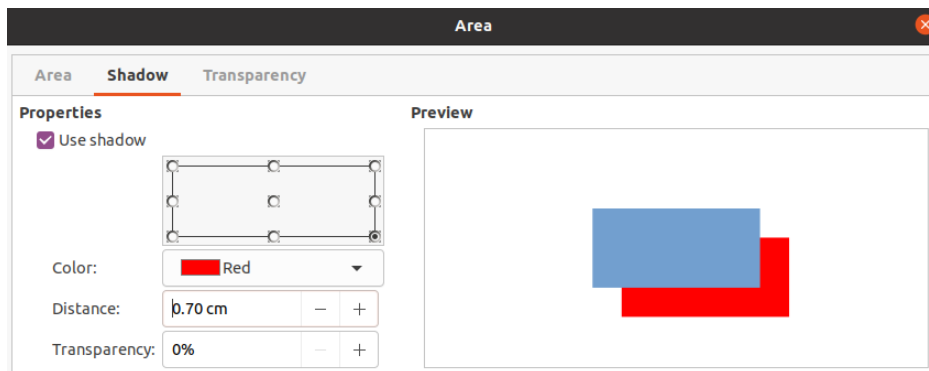 Area
Area Shadow Transparency
Properties
Preview
Use shadow
Color: Red
Distance: 0.70 cm
Transparency: 0%